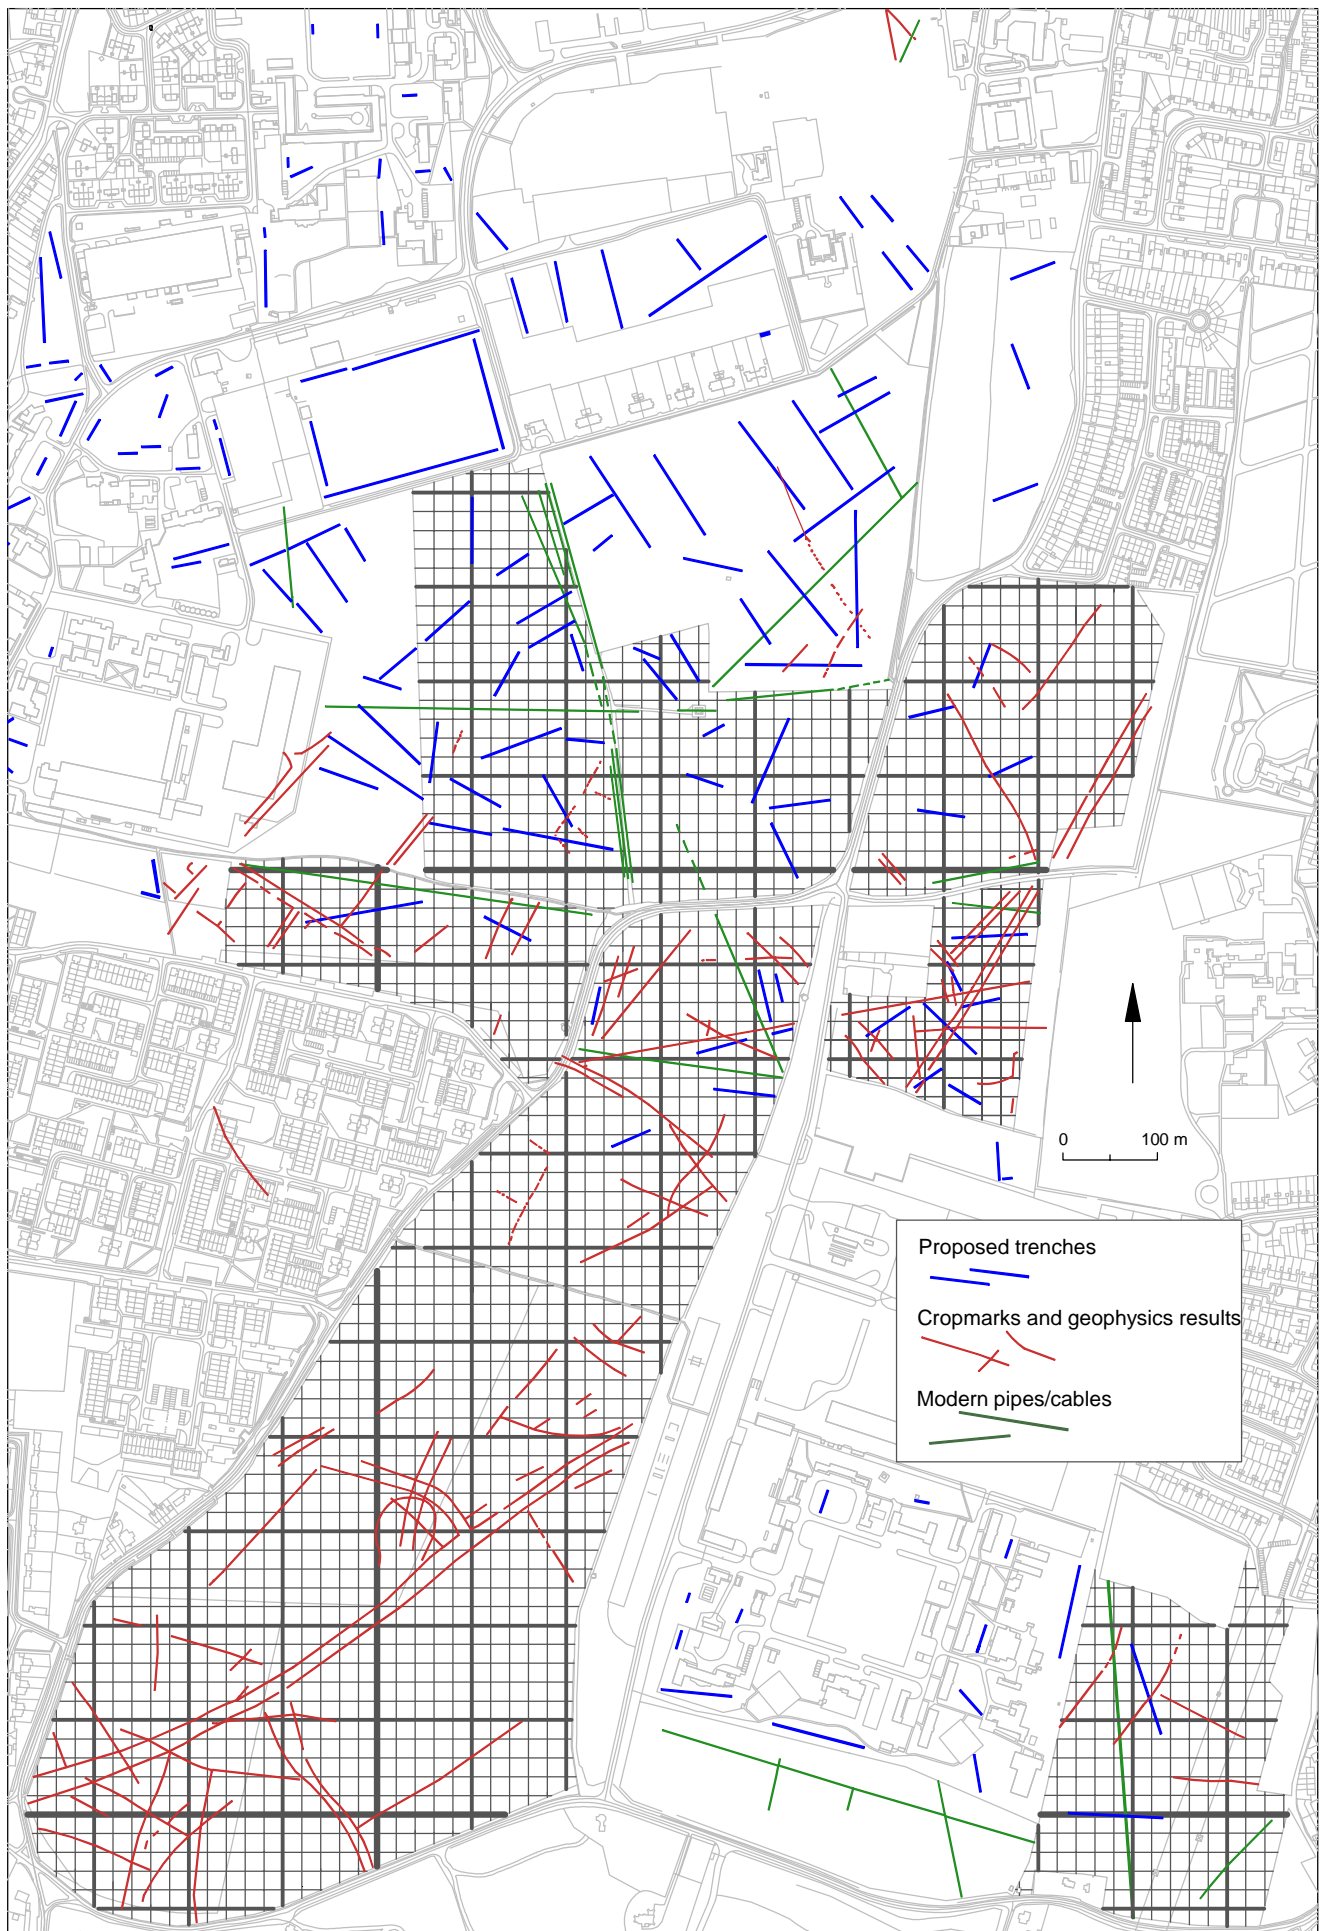 0 100 m
Proposed trenches
Cropmarks and geophysics results
Modern pipes/cables